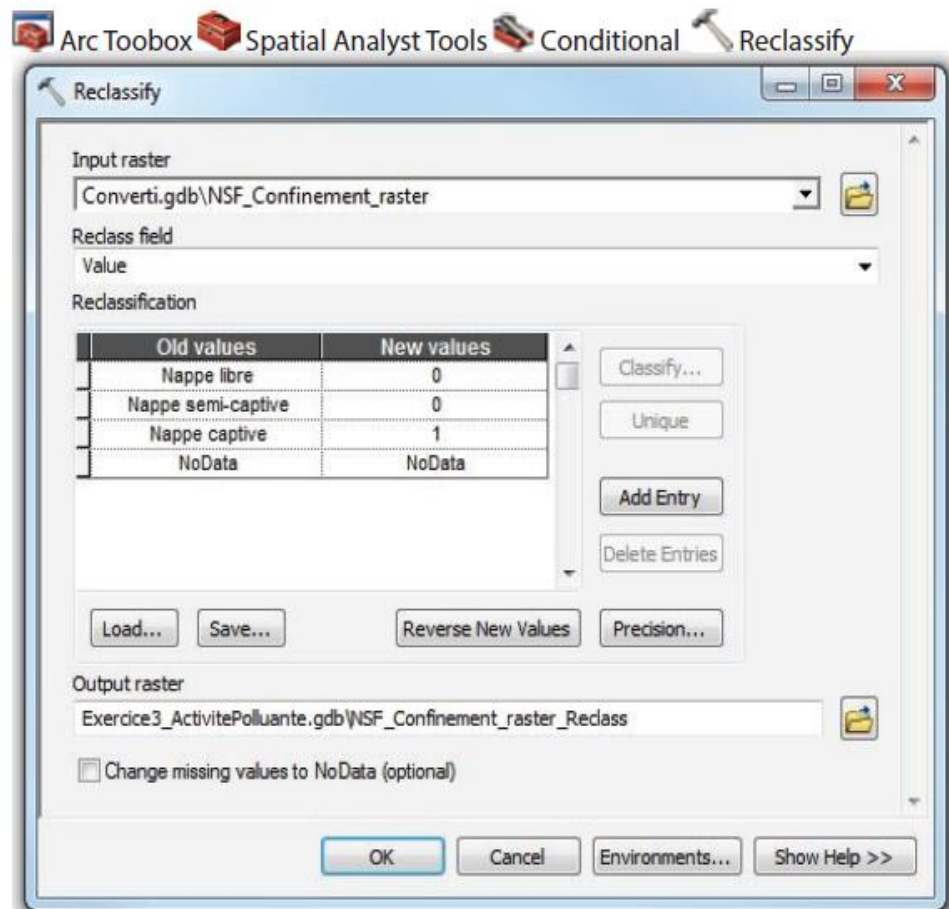 Arc Toobox Spatial Analyst Tools Conditional Reclassify
Reclassify
Input raster
Converti.gdb\NSF_Confinement_raster
Reclass field
Value
Reclassification
Old values New values
Nappe libre 0
Nappe semi-captive 0
Nappe captive 1
NoData NoData
Classify...
Unique
Add Entry
Delete Entries
Load... Save... Reverse New Values Precision...
Output raster
Exercice3_ActivitePolluante.gdb\NSF_Confinement_raster_Reclass
Change missing values to NoData (optional)
OK Cancel Environments... Show Help >>